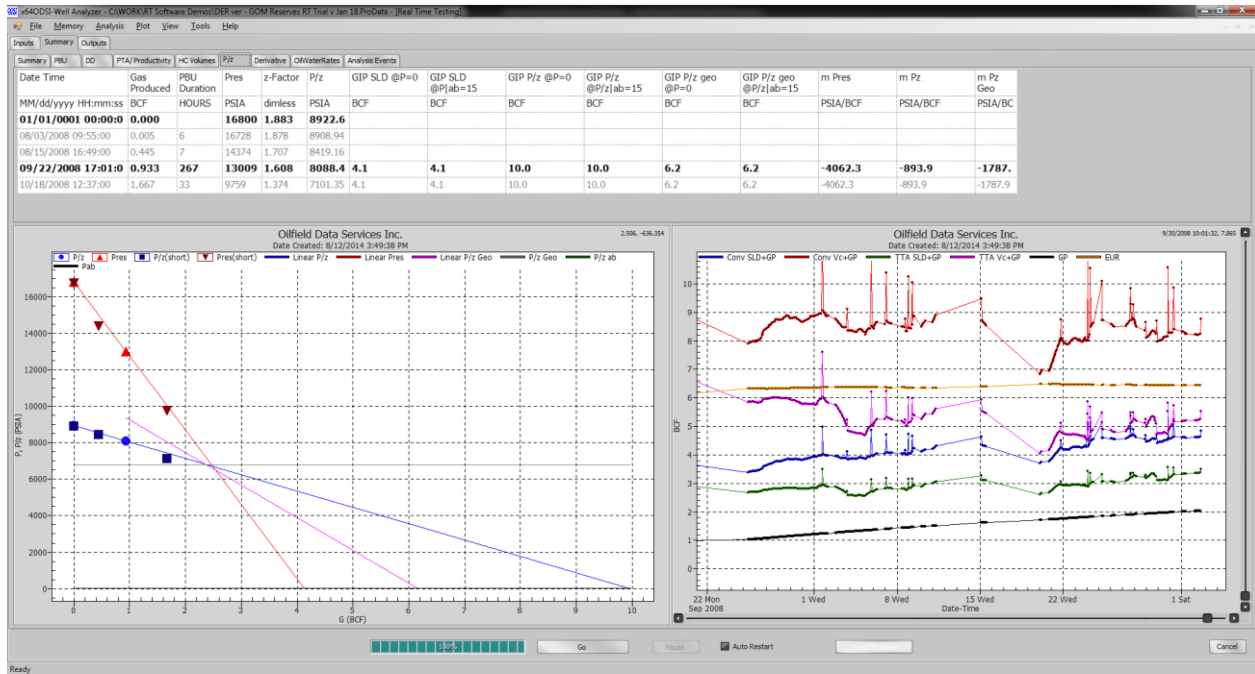 x64ODSI-Well Analyzer - C:\WORK\RT Software Demos\DER ver - GOM Reserves RT Trial v Jan 18.ProData - [Real Time Testing]
File Memory Analysis Plot View Tools Help
Inputs Summary Outputs
Summary PBU DD PTA/Productivity HC Volumes P/z Derivative OilWaterRates Analysis Events
Date Time Gas Produced PBU Duration Pres z-Factor P/z GIP SLD @P=0 GIP SLD @P|ab=15 GIP P/z @P=0 GIP P/z @P/z|ab=15 GIP P/z geo @P=0 GIP P/z geo @P/z|ab=15 m Pres m Pz m Pz Geo
MM/dd/yyyy HH:mm:ss BCF HOURS PSIA dimless PSIA BCF BCF BCF BCF BCF BCF PSIA/BCF PSIA/BCF PSIA/BC
01/01/0001 00:00:0 0.000 16800 1.883 8922.6
08/03/2008 09:55:00 0.005 6 16728 1.878 8908.94
08/15/2008 16:49:00 0.445 7 14374 1.707 8419.16
09/22/2008 17:01:0 0.933 267 13009 1.608 8088.4 4.1 4.1 10.0 10.0 6.2 6.2 -4062.3 -893.9 -1787.
10/18/2008 12:37:00 1.667 33 9759 1.374 7101.35 4.1 4.1 10.0 10.0 6.2 6.2 -4062.3 -893.9 -1787.9
Oilfield Data Services Inc.
2.506, -636.354
Date Created: 8/12/2014 3:49:38 PM
P/z Pres P/z(short) Pres(short) Linear P/z Linear Pres Linear P/z Geo P/z Geo P/z ab
Pab
16000
14000
12000
10000
8000
6000
4000
2000
0
P, P/z (PSIA)
0 1 2 3 4 5 6 7 8 9 10
G (BCF)
Oilfield Data Services Inc.
9/30/2008 10:01:32, 7.865
Date Created: 8/12/2014 3:49:38 PM
Conv SLD+GP Conv Vc+GP TTA SLD+GP TTA Vc+GP GP EUR
10
9
8
7
6
5
4
3
2
1
0
BCF
22 Mon 1 Wed 8 Wed 15 Wed 22 Wed 1 Sat
Sep 2008
Date-Time
100% Go Pause Auto Restart Cancel
Ready